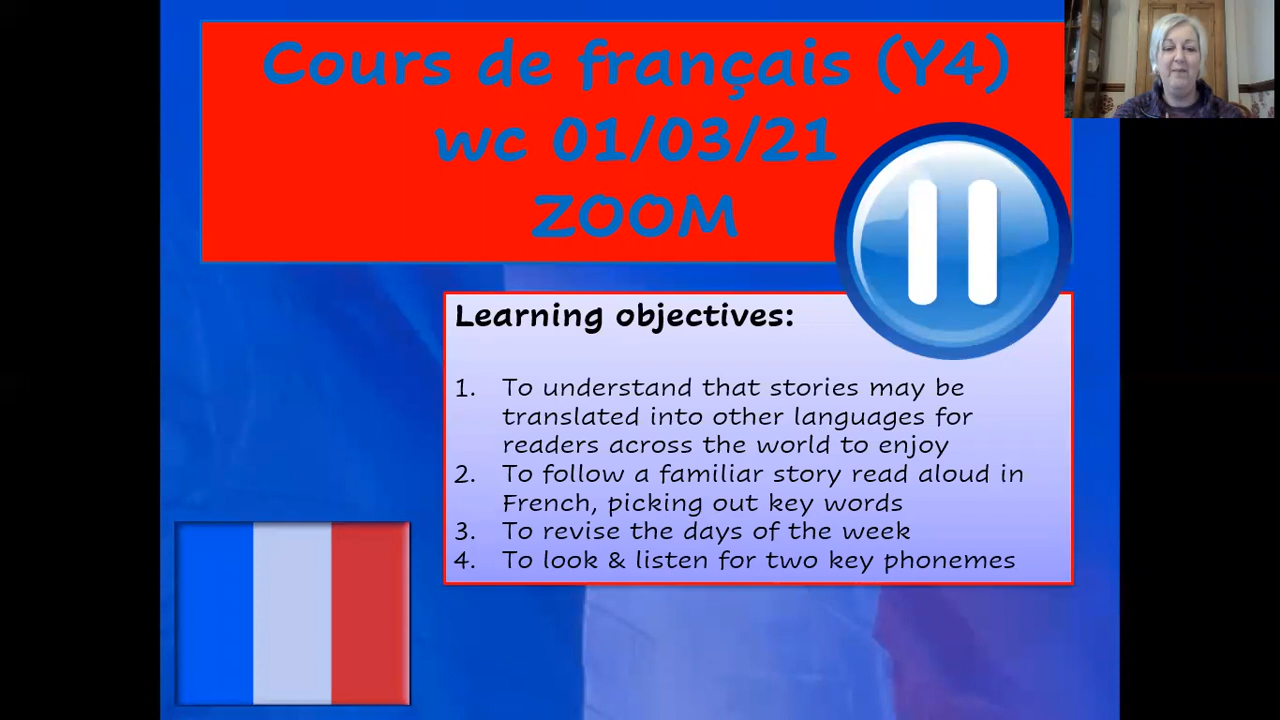 Cours de français (Y4)
wc 01/03/21
ZOOM
Learning objectives:
1. To understand that stories may be
translated into other languages for
readers across the world to enjoy
2. To follow a familiar story read aloud in
French, picking out key words
3. To revise the days of the week
4. To look & listen for two key phonemes